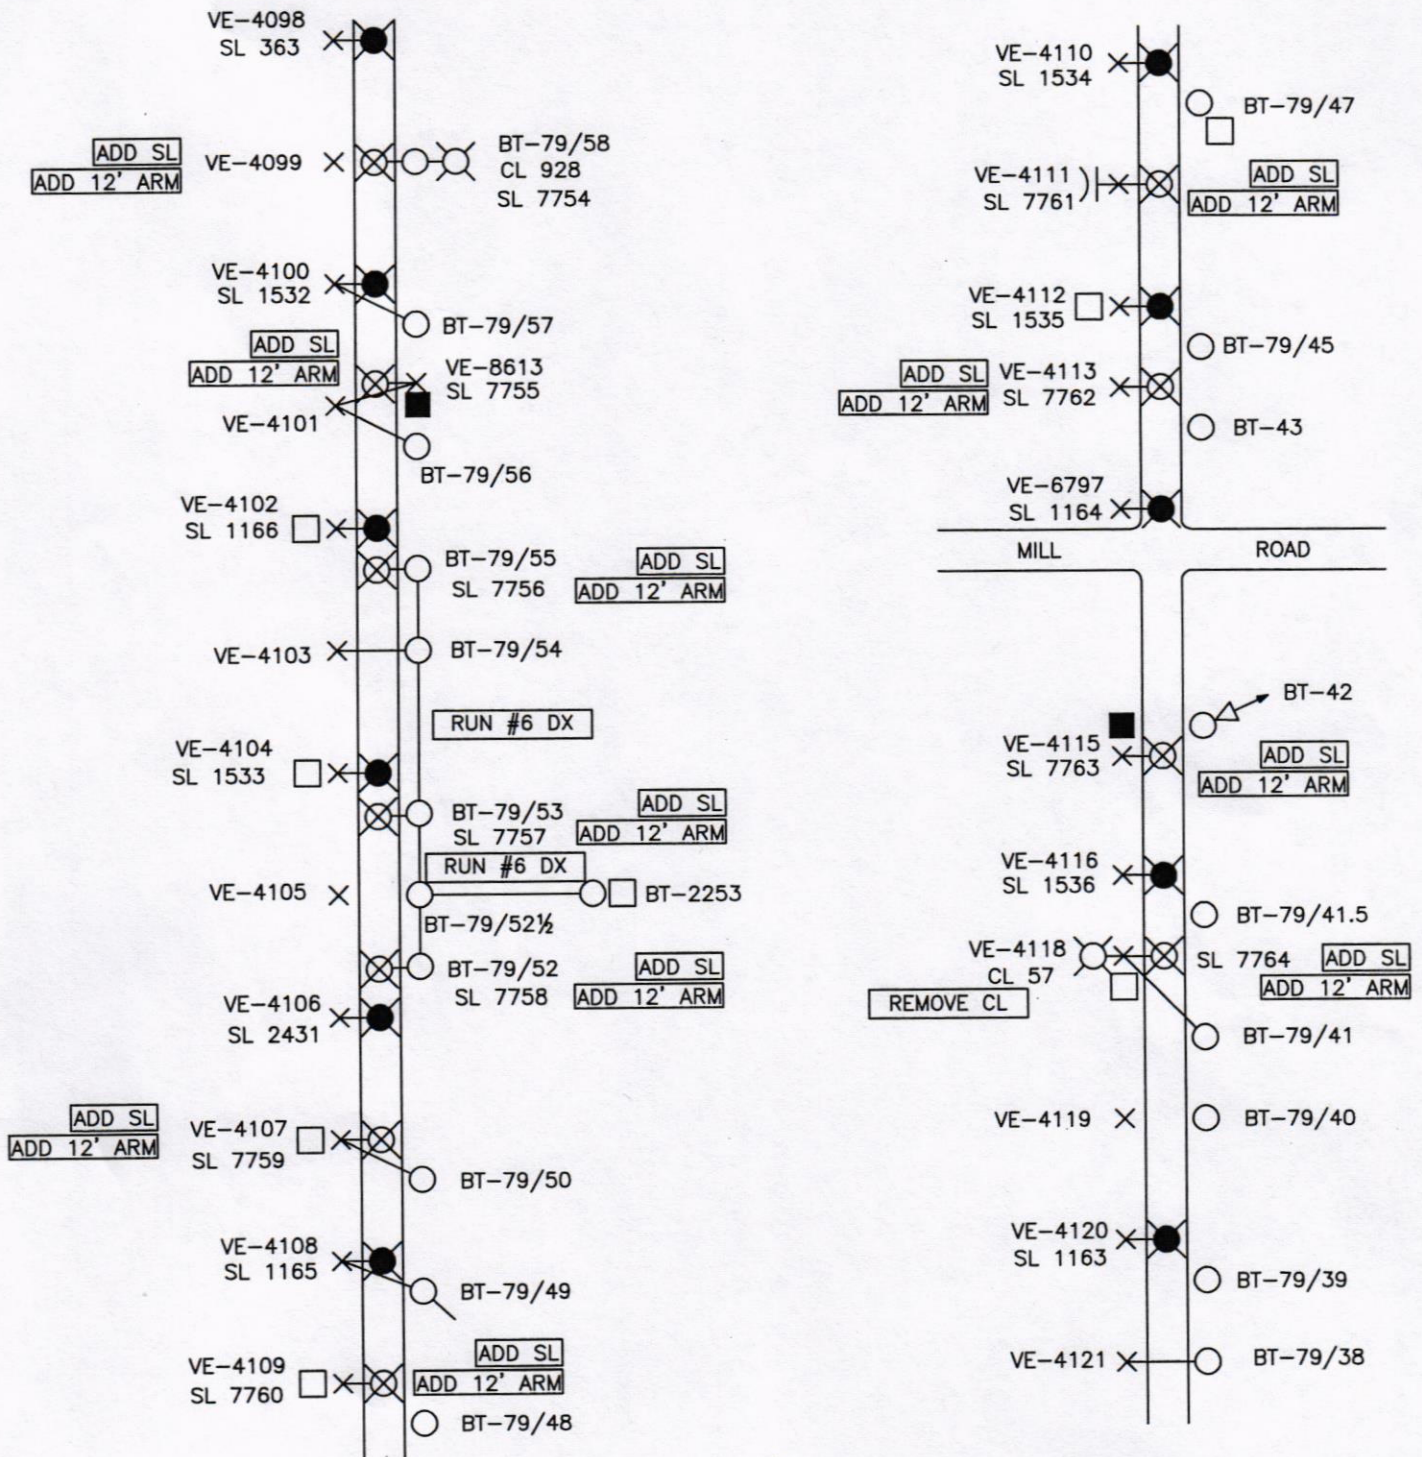 VE-4098
SL 363
ADD SL
ADD 12' ARM
VE-4099
BT-79/58
CL 928
SL 7754
VE-4100
SL 1532
BT-79/57
ADD SL
ADD 12' ARM
VE-8613
SL 7755
VE-4101
BT-79/56
VE-4102
SL 1166
BT-79/55
SL 7756
ADD SL
ADD 12' ARM
VE-4103
BT-79/54
RUN #6 DX
VE-4104
SL 1533
BT-79/53
SL 7757
ADD SL
ADD 12' ARM
RUN #6 DX
VE-4105
BT-2253
BT-79/52½
BT-79/52
SL 7758
ADD SL
ADD 12' ARM
VE-4106
SL 2431
ADD SL
ADD 12' ARM
VE-4107
SL 7759
BT-79/50
VE-4108
SL 1165
BT-79/49
VE-4109
SL 7760
ADD SL
ADD 12' ARM
BT-79/48
VE-4110
SL 1534
BT-79/47
VE-4111
SL 7761
ADD SL
ADD 12' ARM
VE-4112
SL 1535
BT-79/45
ADD SL
ADD 12' ARM
VE-4113
SL 7762
BT-43
VE-6797
SL 1164
MILL ROAD
BT-42
VE-4115
SL 7763
ADD SL
ADD 12' ARM
VE-4116
SL 1536
BT-79/41.5
VE-4118
CL 57
REMOVE CL
SL 7764
ADD SL
ADD 12' ARM
BT-79/41
VE-4119
BT-79/40
VE-4120
SL 1163
BT-79/39
VE-4121
BT-79/38